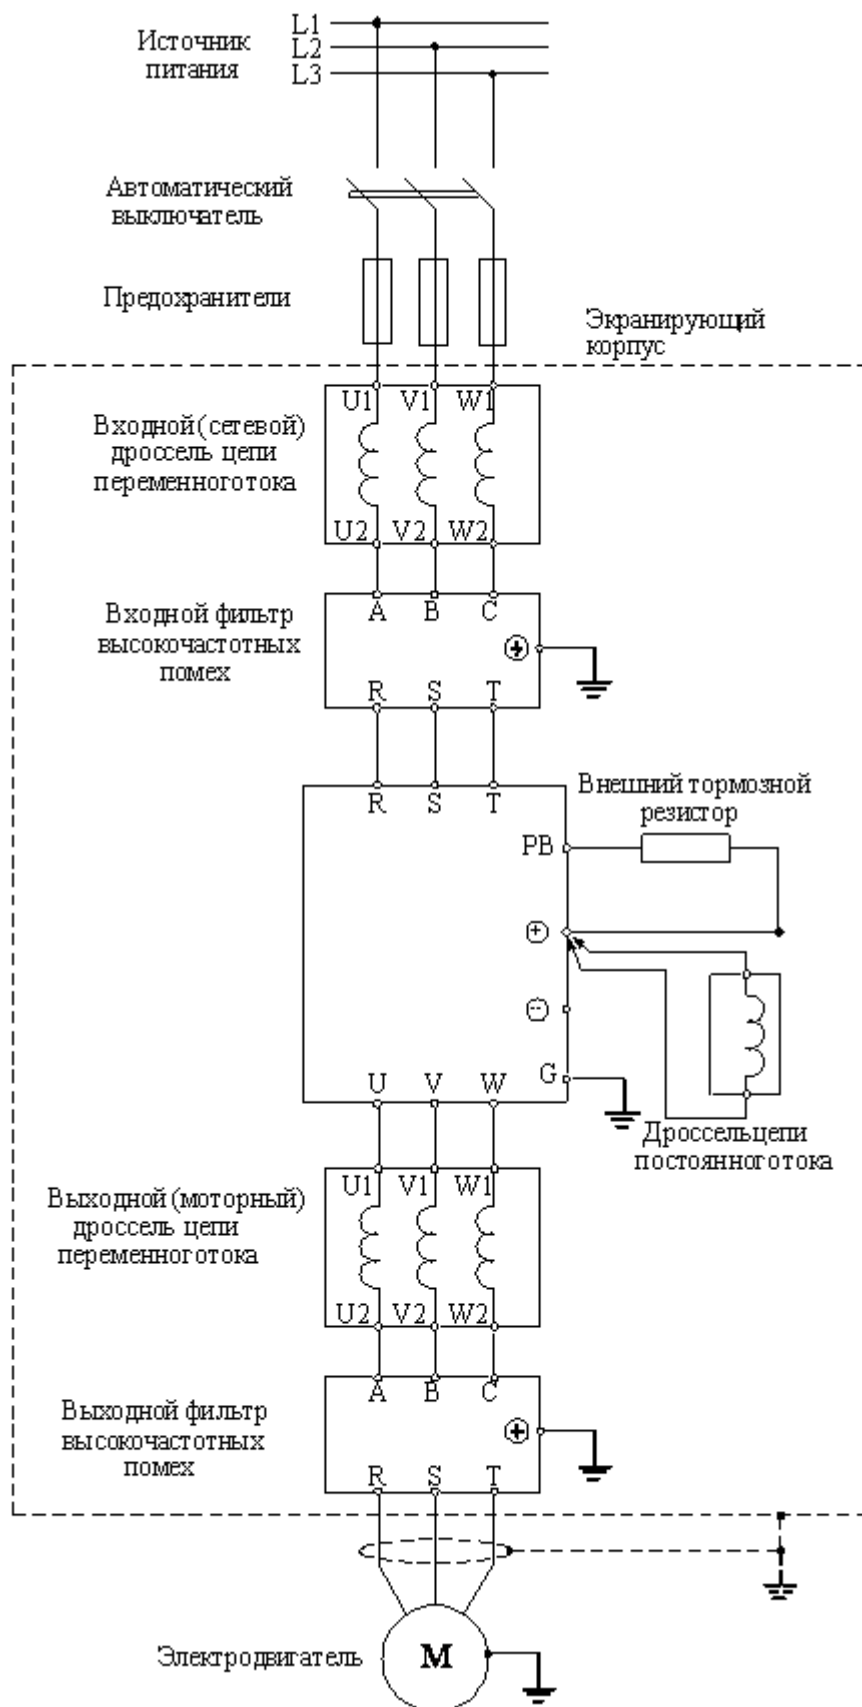 L1
Источник
питания
L2
L3
Автоматический
выключатель
Предохранители
Экранирующий
корпус
U1 V1 W1
Входной (сетевой)
дроссель цепи
переменноготока
U2 V2 W2
A B C
Входной фильтр
высокочастотных
помех
R S T
R S T
Внешний тормозной
резистор
PB
+
−
G
U V W
Дроссельцепи
постоянноготока
U1 V1 W1
Выходной (моторный)
дроссель цепи
переменноготока
U2 V2 W2
A B C
Выходной фильтр
высокочастотных
помех
R S T
Электродвигатель
M